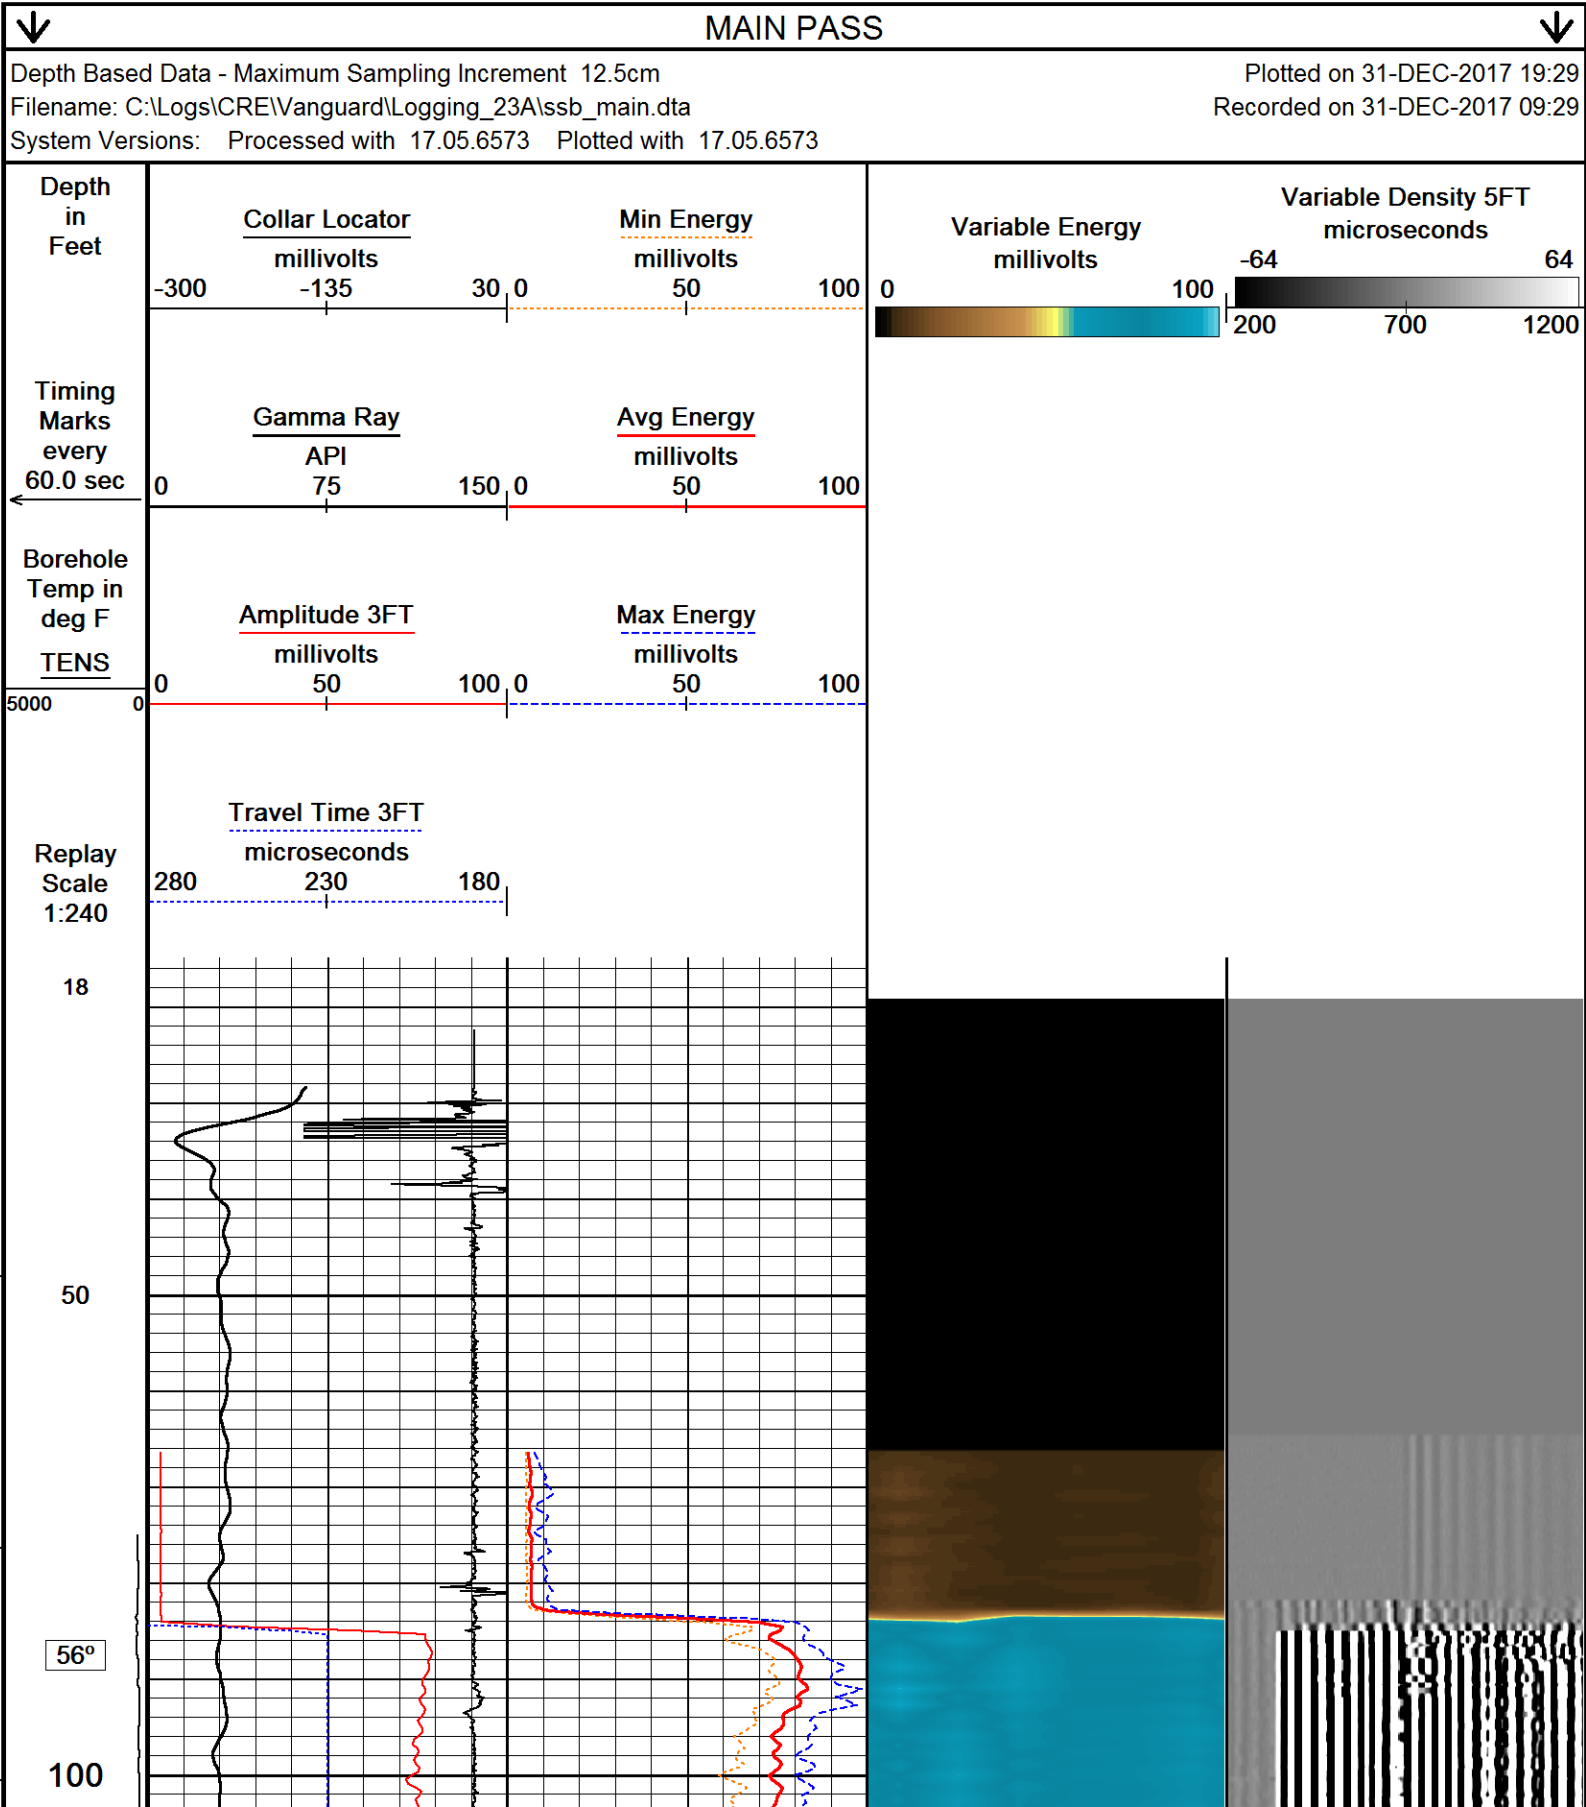 MAIN PASS
Depth Based Data - Maximum Sampling Increment 12.5cm
Plotted on 31-DEC-2017 19:29
Filename: C:\Logs\CRE\Vanguard\Logging_23A\ssb_main.dta
Recorded on 31-DEC-2017 09:29
System Versions: Processed with 17.05.6573 Plotted with 17.05.6573
Depth
in
Feet
Timing
Marks
every
60.0 sec
Borehole
Temp in
deg F
TENS
5000 0
Replay
Scale
1:240
Collar Locator
millivolts
-300 -135 30
Gamma Ray
API
0 75 150
Amplitude 3FT
millivolts
0 50 100
Travel Time 3FT
microseconds
280 230 180
Min Energy
millivolts
0 50 100
Avg Energy
millivolts
0 50 100
Max Energy
millivolts
0 50 100
Variable Energy
millivolts
0 100
Variable Density 5FT
microseconds
-64 64
200 700 1200
18
50
56º
100